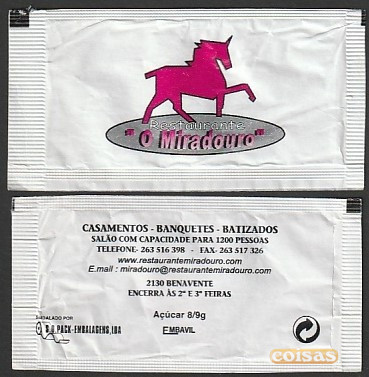 Restaurante
"O Miradouro"
CASAMENTOS - BANQUETES - BATIZADOS
SALÃO COM CAPACIDADE PARA 1200 PESSOAS
TELEFONE- 263 516 398 - FAX- 263 517 326
www.restaurantemiradouro.com
E.mail : miradouro@restaurantemiradouro.com
2130 BENAVENTE
ENCERRA ÀS 2ª E 3ª FEIRAS
EMBALADO POR
Açúcar 8/9g
PACK-EMBALAGENS, LDA
EMBAVIL
coisas